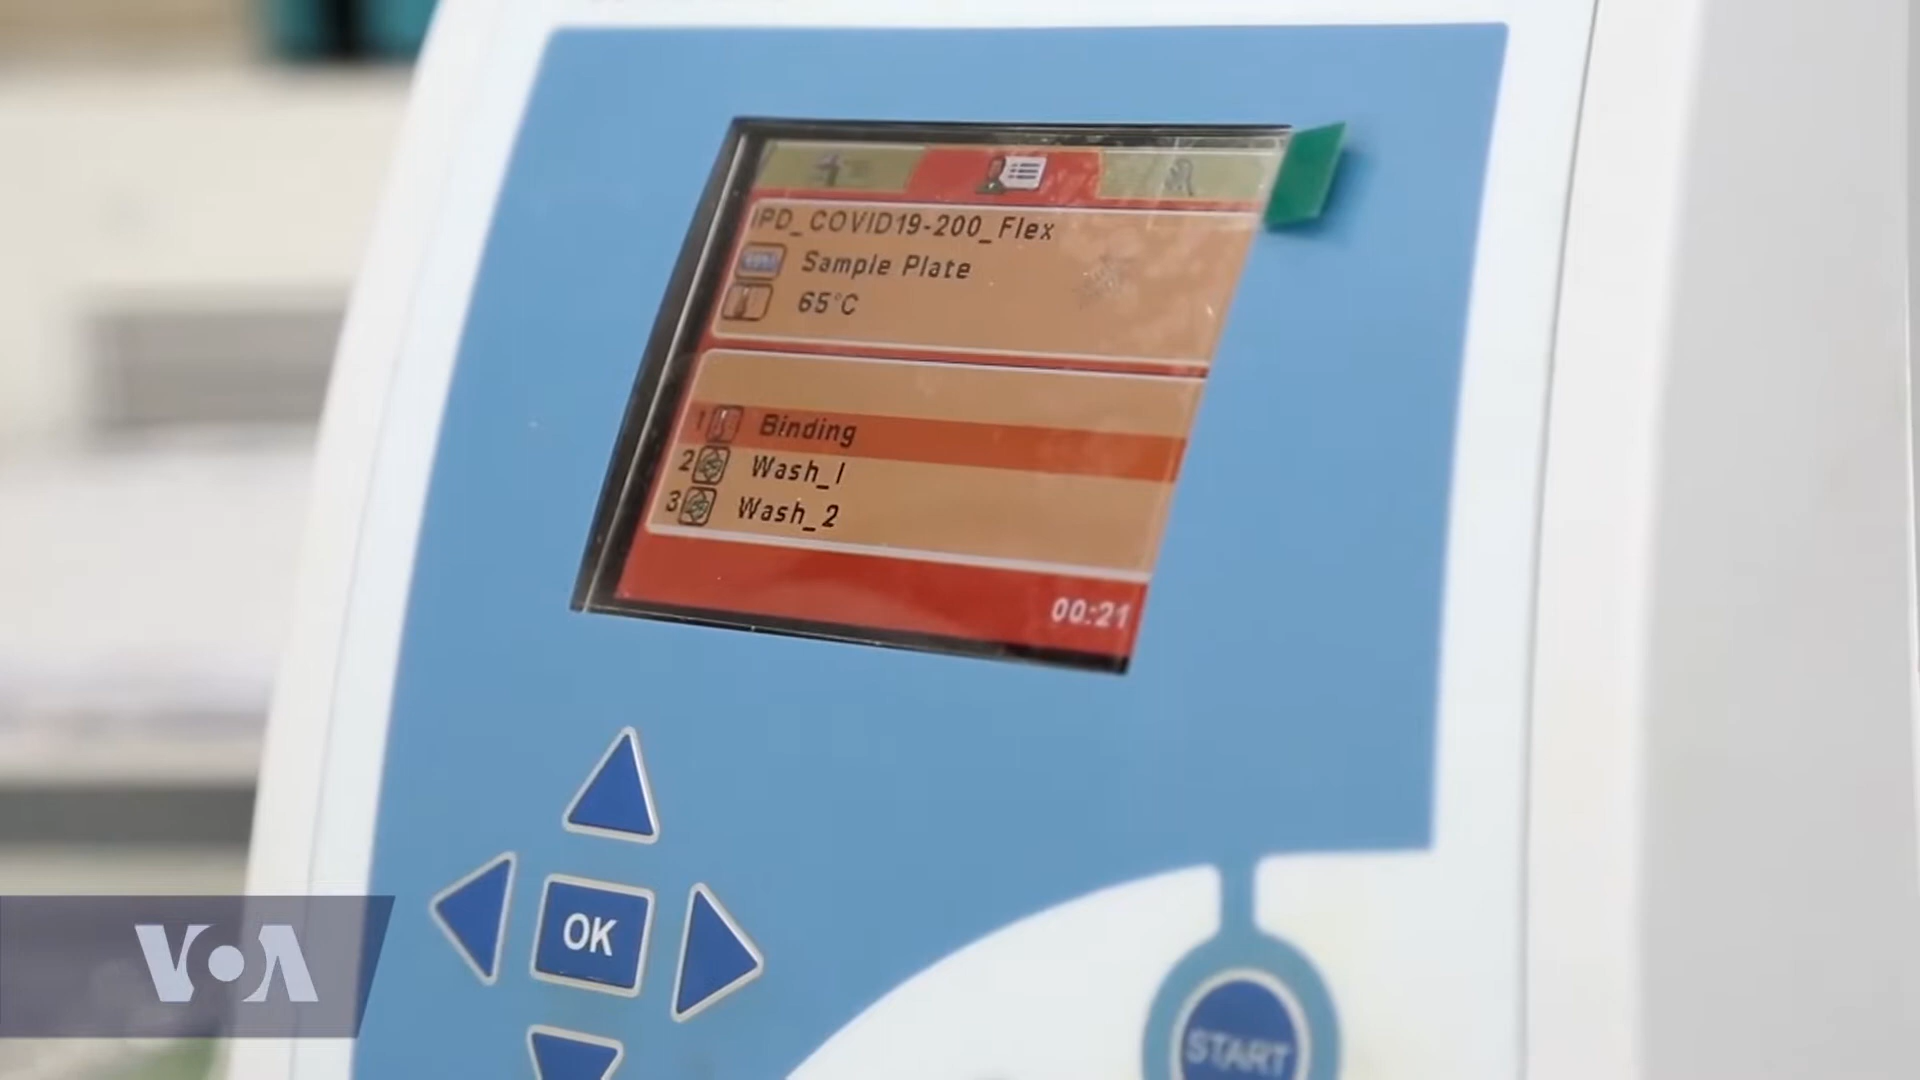 IPD_COVID19-200_Flex
Sample Plate
65°C
1 Binding
2 Wash_1
3 Wash_2
00:21
OK
START
VOA